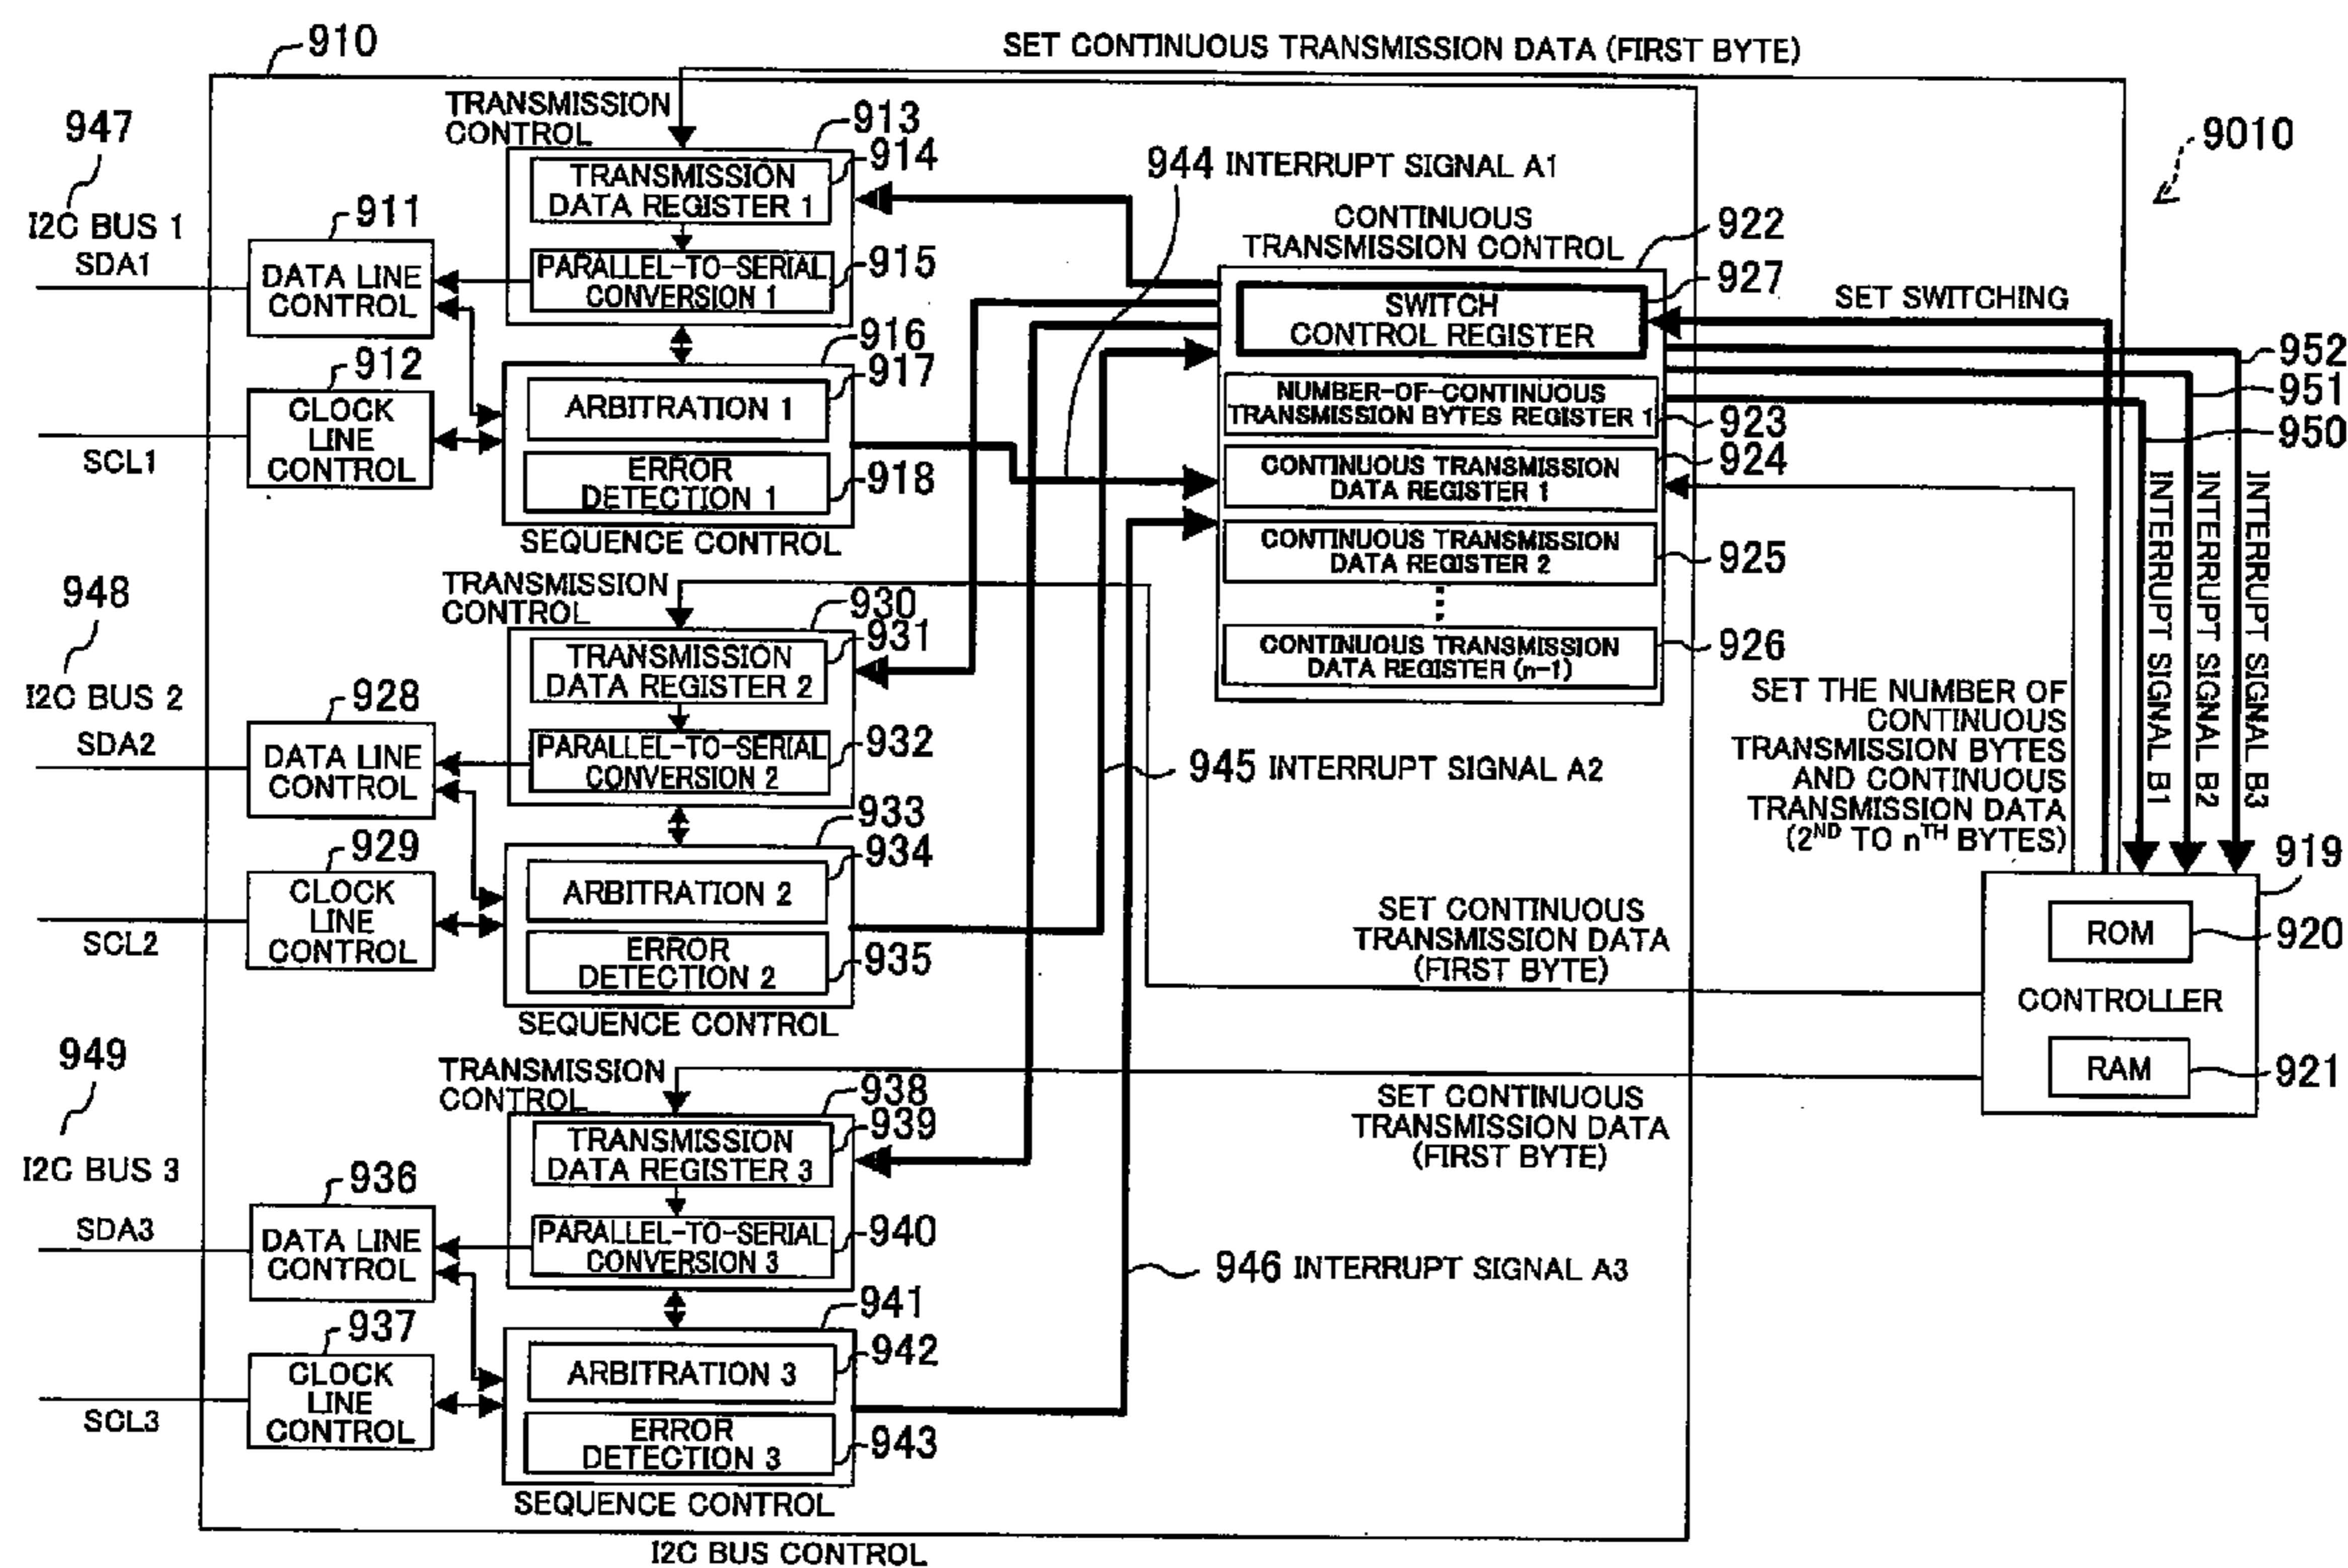 910
SET CONTINUOUS TRANSMISSION DATA (FIRST BYTE)
9010
947
I2C BUS 1
SDA1
SCL1
911
DATA LINE
CONTROL
912
CLOCK
LINE
CONTROL
TRANSMISSION
CONTROL
913
914
TRANSMISSION
DATA REGISTER 1
915
PARALLEL-TO-SERIAL
CONVERSION 1
916
917
ARBITRATION 1
918
ERROR
DETECTION 1
SEQUENCE CONTROL
944 INTERRUPT SIGNAL A1
CONTINUOUS
TRANSMISSION CONTROL
922
927
SWITCH
CONTROL REGISTER
SET SWITCHING
NUMBER-OF-CONTINUOUS
TRANSMISSION BYTES REGISTER 1
923
CONTINUOUS TRANSMISSION
DATA REGISTER 1
924
CONTINUOUS TRANSMISSION
DATA REGISTER 2
925
CONTINUOUS TRANSMISSION
DATA REGISTER (n-1)
926
952
951
950
INTERRUPT SIGNAL B1
INTERRUPT SIGNAL B2
INTERRUPT SIGNAL B3
SET THE NUMBER OF
CONTINUOUS
TRANSMISSION BYTES
AND CONTINUOUS
TRANSMISSION DATA
(2ND TO nTH BYTES)
948
I2C BUS 2
SDA2
SCL2
928
DATA LINE
CONTROL
929
CLOCK
LINE
CONTROL
TRANSMISSION
CONTROL
930
931
TRANSMISSION
DATA REGISTER 2
932
PARALLEL-TO-SERIAL
CONVERSION 2
933
934
ARBITRATION 2
935
ERROR
DETECTION 2
SEQUENCE CONTROL
945 INTERRUPT SIGNAL A2
SET CONTINUOUS
TRANSMISSION DATA
(FIRST BYTE)
919
ROM
920
CONTROLLER
RAM
921
949
I2C BUS 3
SDA3
SCL3
936
DATA LINE
CONTROL
937
CLOCK
LINE
CONTROL
TRANSMISSION
CONTROL
938
939
TRANSMISSION
DATA REGISTER 3
940
PARALLEL-TO-SERIAL
CONVERSION 3
941
942
ARBITRATION 3
943
ERROR
DETECTION 3
SEQUENCE CONTROL
SET CONTINUOUS
TRANSMISSION DATA
(FIRST BYTE)
946 INTERRUPT SIGNAL A3
I2C BUS CONTROL